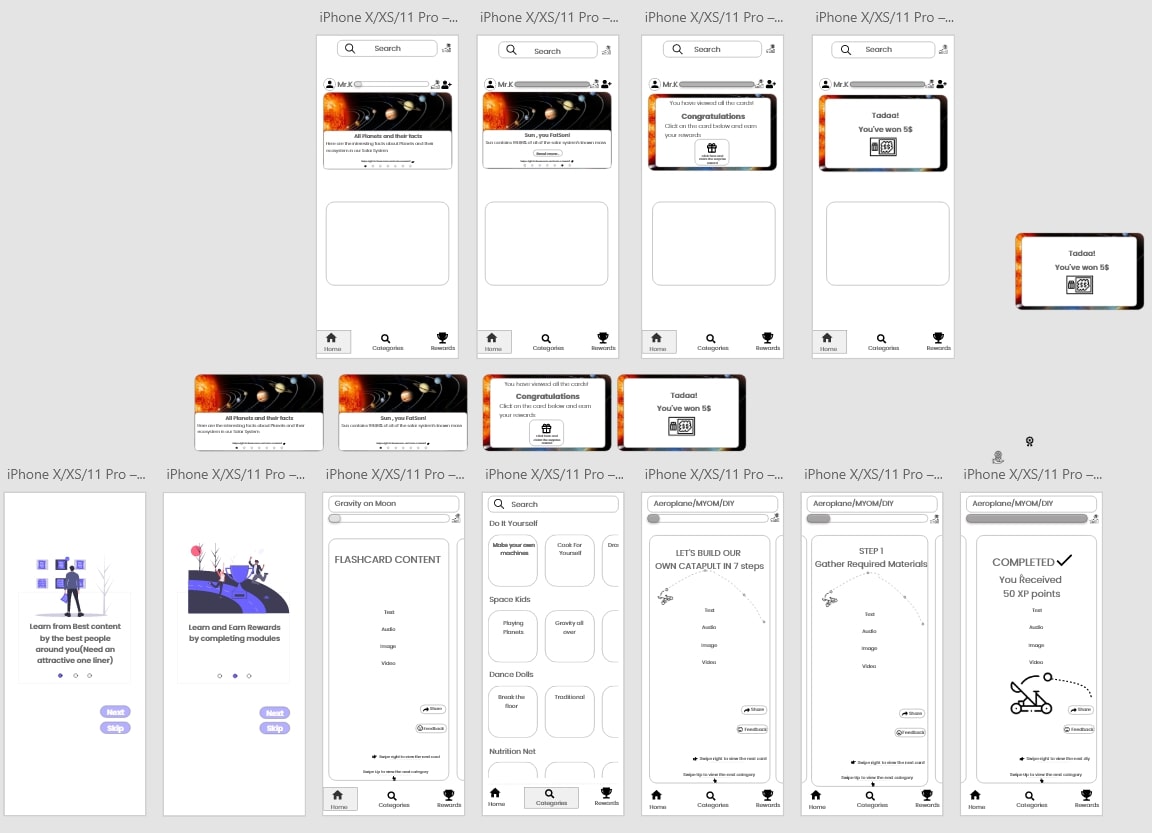 iPhone X/XS/11 Pro –...
iPhone X/XS/11 Pro –...
iPhone X/XS/11 Pro –...
iPhone X/XS/11 Pro –...
Search
Mr.K
All Planets and their facts
Here are the interesting facts about Planets and their
ecosystem in our Solar System
Home
Categories
Rewards
Search
Mr.K
Sun , you FatSon!
Sun contains 99.86% of all of the solar system's known mass
Read more...
Home
Categories
Rewards
Search
Mr.K
You have viewed all the cards!
Congratulations
Click on the card below and earn
your rewards
Click here and
claim the surprise
reward
Home
Categories
Rewards
Search
Mr.K
Tadaa!
You've won 5$
Home
Categories
Rewards
Tadaa!
You've won 5$
All Planets and their facts
Here are the interesting facts about Planets and their
ecosystem in our Solar System
Sun , you FatSon!
Sun contains 99.86% of all of the solar system's known mass
You have viewed all the cards!
Congratulations
Click on the card below and earn
your rewards
Click here and
claim the surprise
reward
Tadaa!
You've won 5$
iPhone X/XS/11 Pro –...
iPhone X/XS/11 Pro –...
iPhone X/XS/11 Pro –...
iPhone X/XS/11 Pro –...
iPhone X/XS/11 Pro –...
iPhone X/XS/11 Pro –...
iPhone X/XS/11 Pro –...
Learn from Best content
by the best people
around you(Need an
attractive one liner)
Next
Skip
Learn and Earn Rewards
by completing modules
Next
Skip
Gravity on Moon
FLASHCARD CONTENT
Text
Audio
Image
Video
Share
Feedback
Swipe right to view the next card
Swipe Up to view the next category
Home
Categories
Rewards
Search
Do It Yourself
Make your own
machines
Cook For
Yourself
Space Kids
Playing
Planets
Gravity all
over
Dance Dolls
Break the
floor
Traditional
Nutrition Net
Home
Categories
Rewards
Aeroplane/MYOM/DIY
LET'S BUILD OUR
OWN CATAPULT IN 7 steps
Text
Audio
Image
Video
Share
Feedback
Swipe right to view the next card
Swipe Up to view the next category
Home
Categories
Rewards
Aeroplane/MYOM/DIY
STEP 1
Gather Required Materials
Text
Audio
Image
Video
Share
Feedback
Swipe right to view the next card
Swipe Up to view the next category
Home
Categories
Rewards
Aeroplane/MYOM/DIY
COMPLETED
You Received
50 XP points
Text
Audio
Image
Video
Share
Feedback
Swipe right to view the next diy
Swipe Up to view the next category
Home
Categories
Rewards